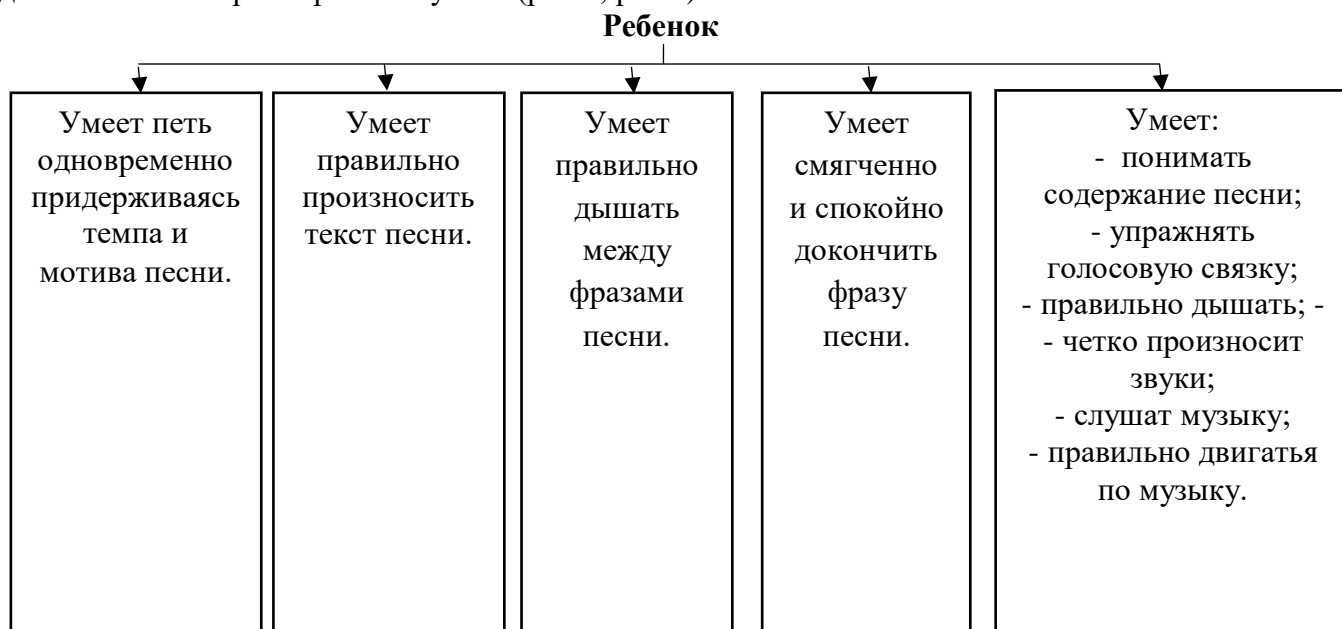 Ребенок
Умеет петь
одновременно
придерживаясь
темпа и
мотива песни.
Умеет
правильно
произносить
текст песни.
Умеет
правильно
дышать
между
фразами
песни.
Умеет
смягченно
и спокойно
докончить
фразу
песни.
Умеет:
- понимать
содержание песни;
- упражнять
голосовую связку;
- правильно дышать; -
- четко произносит
звуки;
- слушат музыку;
- правильно двигатья
по музыку.